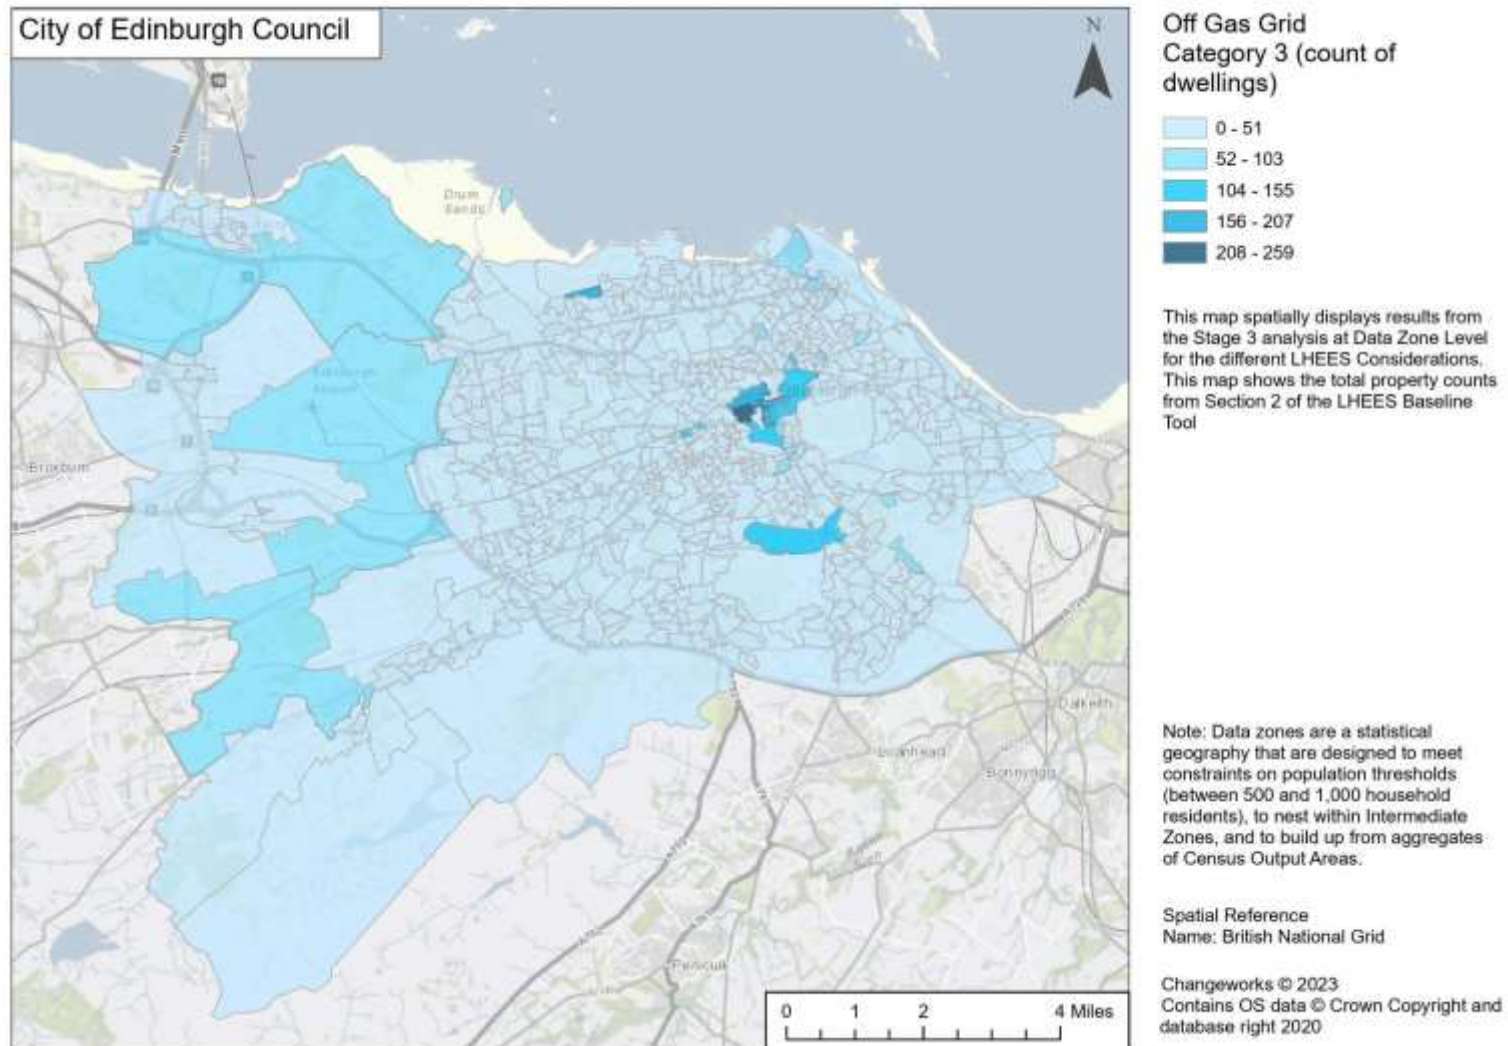 City of Edinburgh Council
N
Off Gas Grid
Category 3 (count of
dwellings)
0 - 51
52 - 103
104 - 155
156 - 207
208 - 259
This map spatially displays results from
the Stage 3 analysis at Data Zone Level
for the different LHEES Considerations.
This map shows the total property counts
from Section 2 of the LHEES Baseline
Tool
Note: Data zones are a statistical
geography that are designed to meet
constraints on population thresholds
(between 500 and 1,000 household
residents), to nest within Intermediate
Zones, and to build up from aggregates
of Census Output Areas.
Spatial Reference
Name: British National Grid
Changeworks © 2023
Contains OS data © Crown Copyright and
database right 2020
Drum
Sands
Edinburgh
Airport
Broxburn
Dalkeith
Loanhead
Bonnyrigg
Penicuik
0 1 2 4 Miles